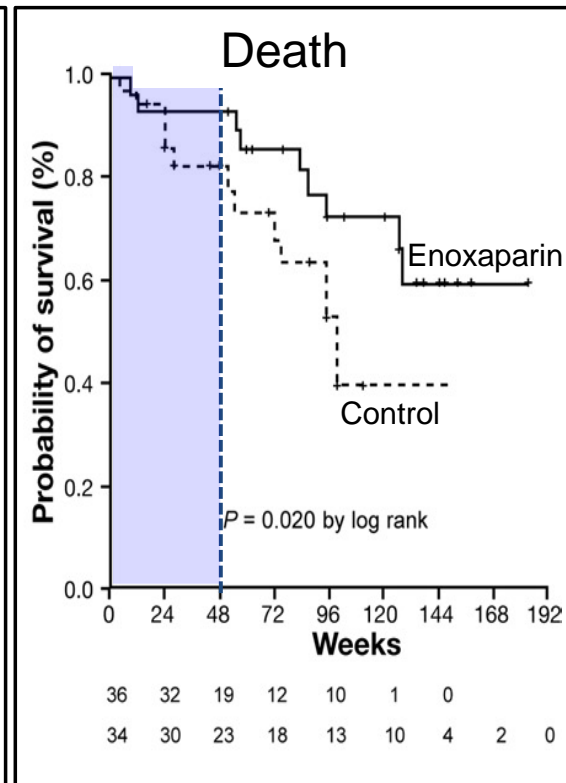 Death
Probability of survival (%)
1.0
0.8
0.6
0.4
0.2
0.0
Enoxaparin
Control
P = 0.020 by log rank
0 24 48 72 96 120 144 168 192
Weeks
36 32 19 12 10 1 0
34 30 23 18 13 10 4 2 0